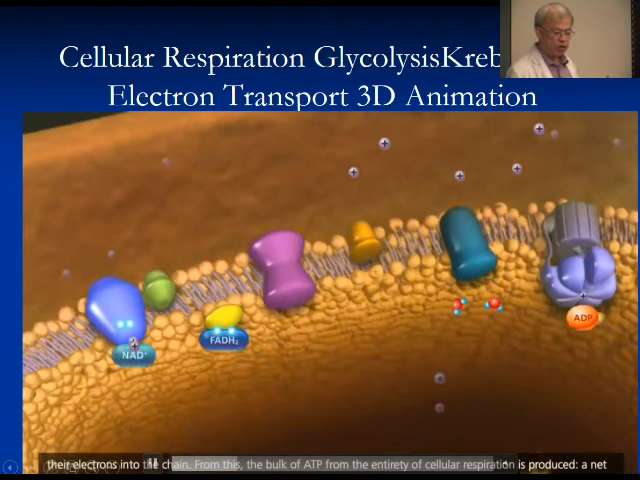 Cellular Respiration GlycolysisKreb
Electron Transport 3D Animation
NAD⁺
FADH₂
ADP
their electrons into the chain. From this, the bulk of ATP from the entirety of cellular respiration is produced: a net